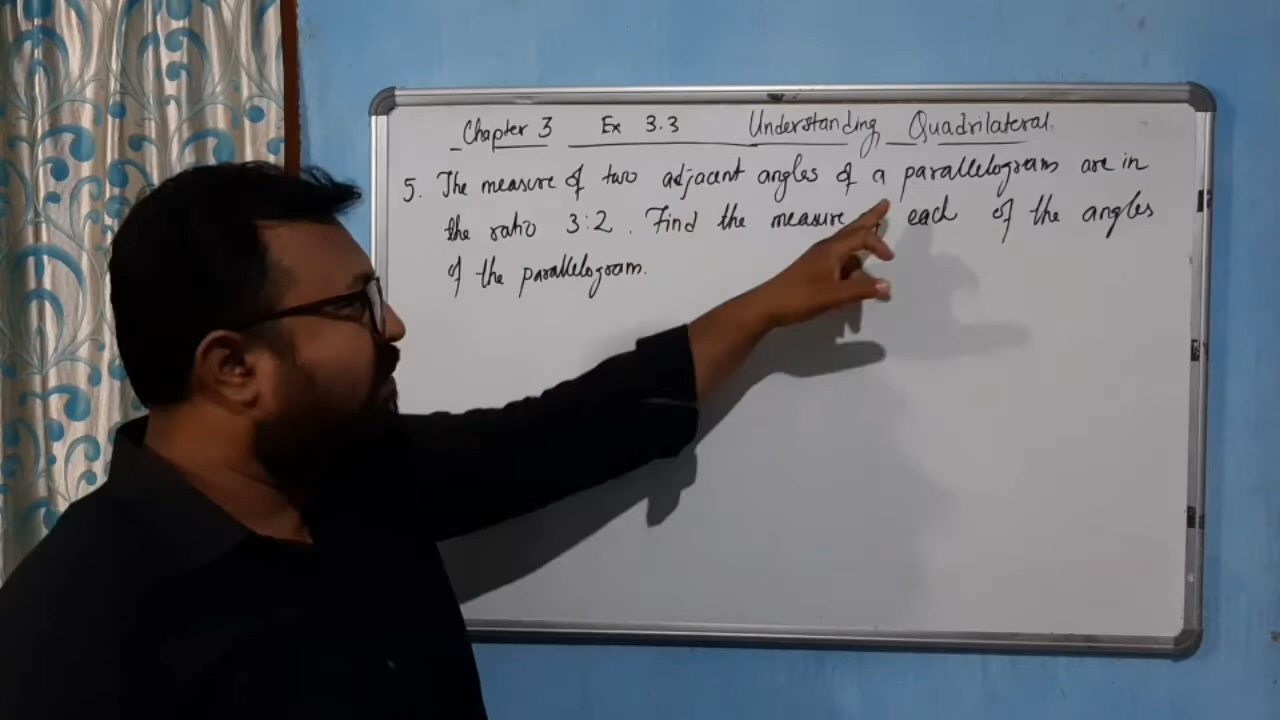 Chapter 3 Ex 3.3 Understanding Quadrilateral.
5. The measure of two adjacent angles of a parallelogram are in
the ratio 3:2. Find the measure each of the angles
of the parallelogram.